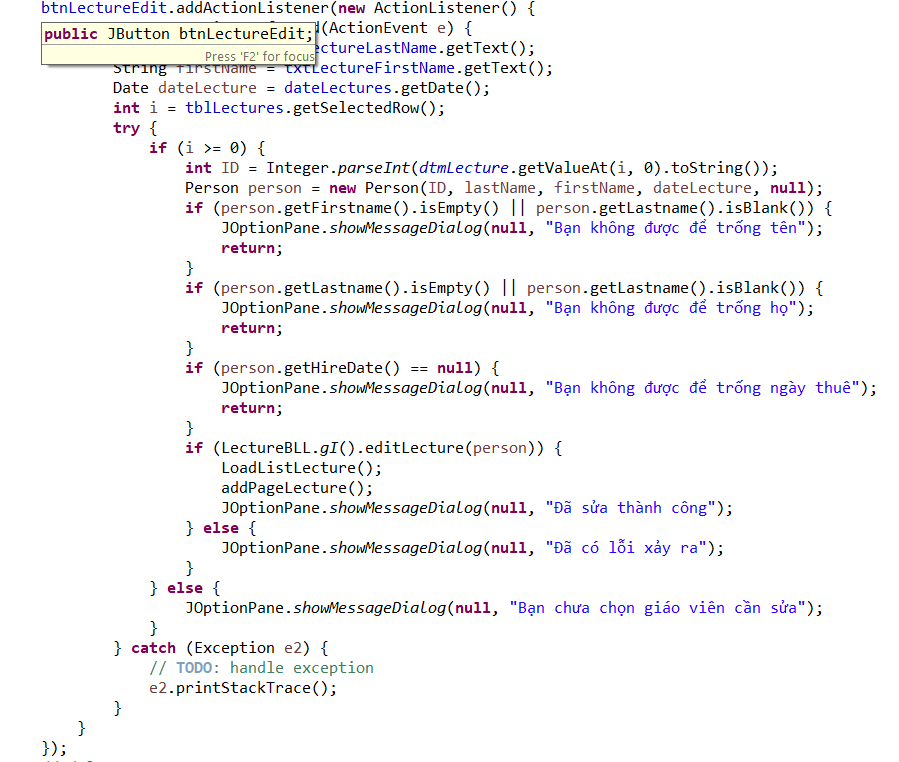 btnLectureEdit.addActionListener(new ActionListener() {
public JButton btnLectureEdit;
(ActionEvent e) {
Press 'F2' for focus
ctureLastName.getText();
String firstName = txtLectureFirstName.getText();
Date dateLecture = dateLectures.getDate();
int i = tblLectures.getSelectedRow();
try {
if (i >= 0) {
int ID = Integer.parseInt(dtmLecture.getValueAt(i, 0).toString());
Person person = new Person(ID, lastName, firstName, dateLecture, null);
if (person.getFirstname().isEmpty() || person.getLastname().isBlank()) {
JOptionPane.showMessageDialog(null, "Bạn không được để trống tên");
return;
}
if (person.getLastname().isEmpty() || person.getLastname().isBlank()) {
JOptionPane.showMessageDialog(null, "Bạn không được để trống họ");
return;
}
if (person.getHireDate() == null) {
JOptionPane.showMessageDialog(null, "Bạn không được để trống ngày thuê");
return;
}
if (LectureBLL.gI().editLecture(person)) {
LoadListLecture();
addPageLecture();
JOptionPane.showMessageDialog(null, "Đã sửa thành công");
} else {
JOptionPane.showMessageDialog(null, "Đã có lỗi xảy ra");
}
} else {
JOptionPane.showMessageDialog(null, "Bạn chưa chọn giáo viên cần sửa");
}
} catch (Exception e2) {
// TODO: handle exception
e2.printStackTrace();
}
}
});